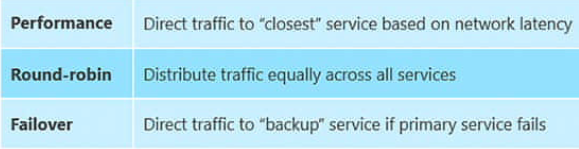 Performance Direct traffic to “closest” service based on network latency
Round-robin Distribute traffic equally across all services
Failover Direct traffic to “backup” service if primary service fails